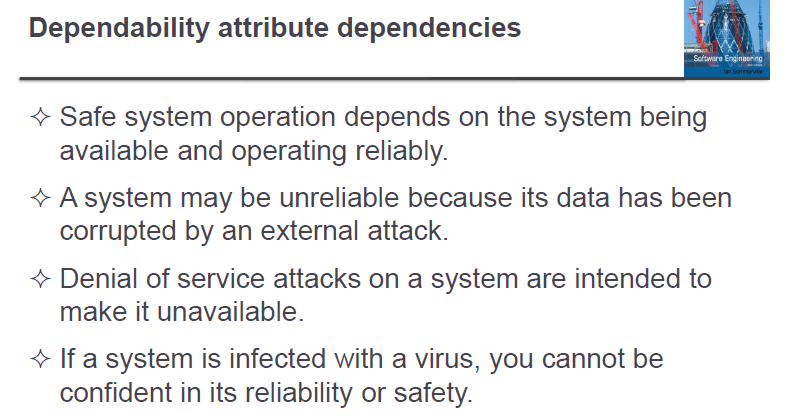 Dependability attribute dependencies
Software Engineering
Ian Sommerville
✧ Safe system operation depends on the system being
available and operating reliably.
✧ A system may be unreliable because its data has been
corrupted by an external attack.
✧ Denial of service attacks on a system are intended to
make it unavailable.
✧ If a system is infected with a virus, you cannot be
confident in its reliability or safety.